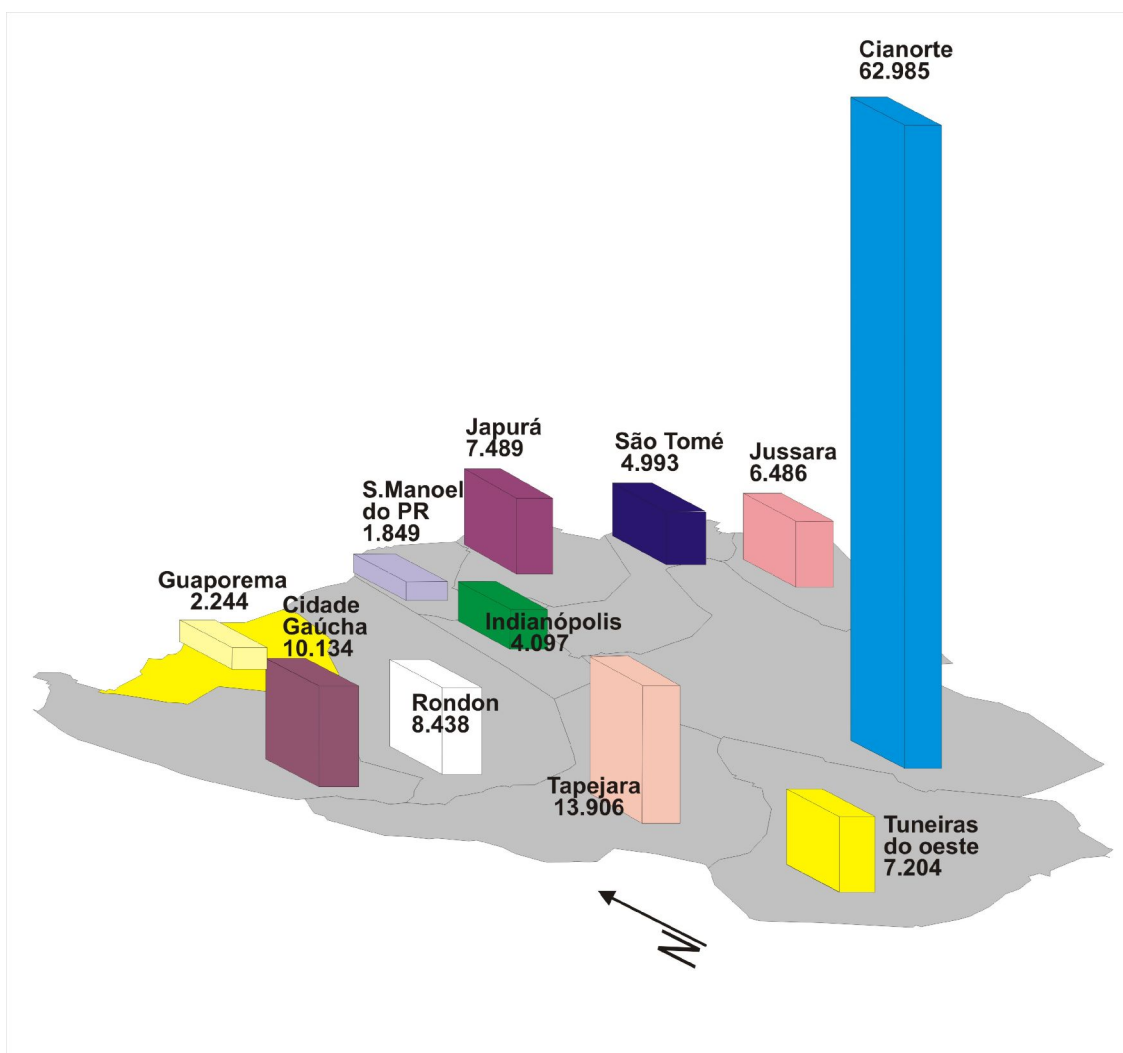 Cianorte
62.985
Japurá
7.489
São Tomé
4.993
Jussara
6.486
S.Manoel
do PR
1.849
Guaporema
2.244
Cidade
Gaúcha
10.134
Indianópolis
4.097
Rondon
8.438
Tapejara
13.906
Tuneiras
do oeste
7.204
N